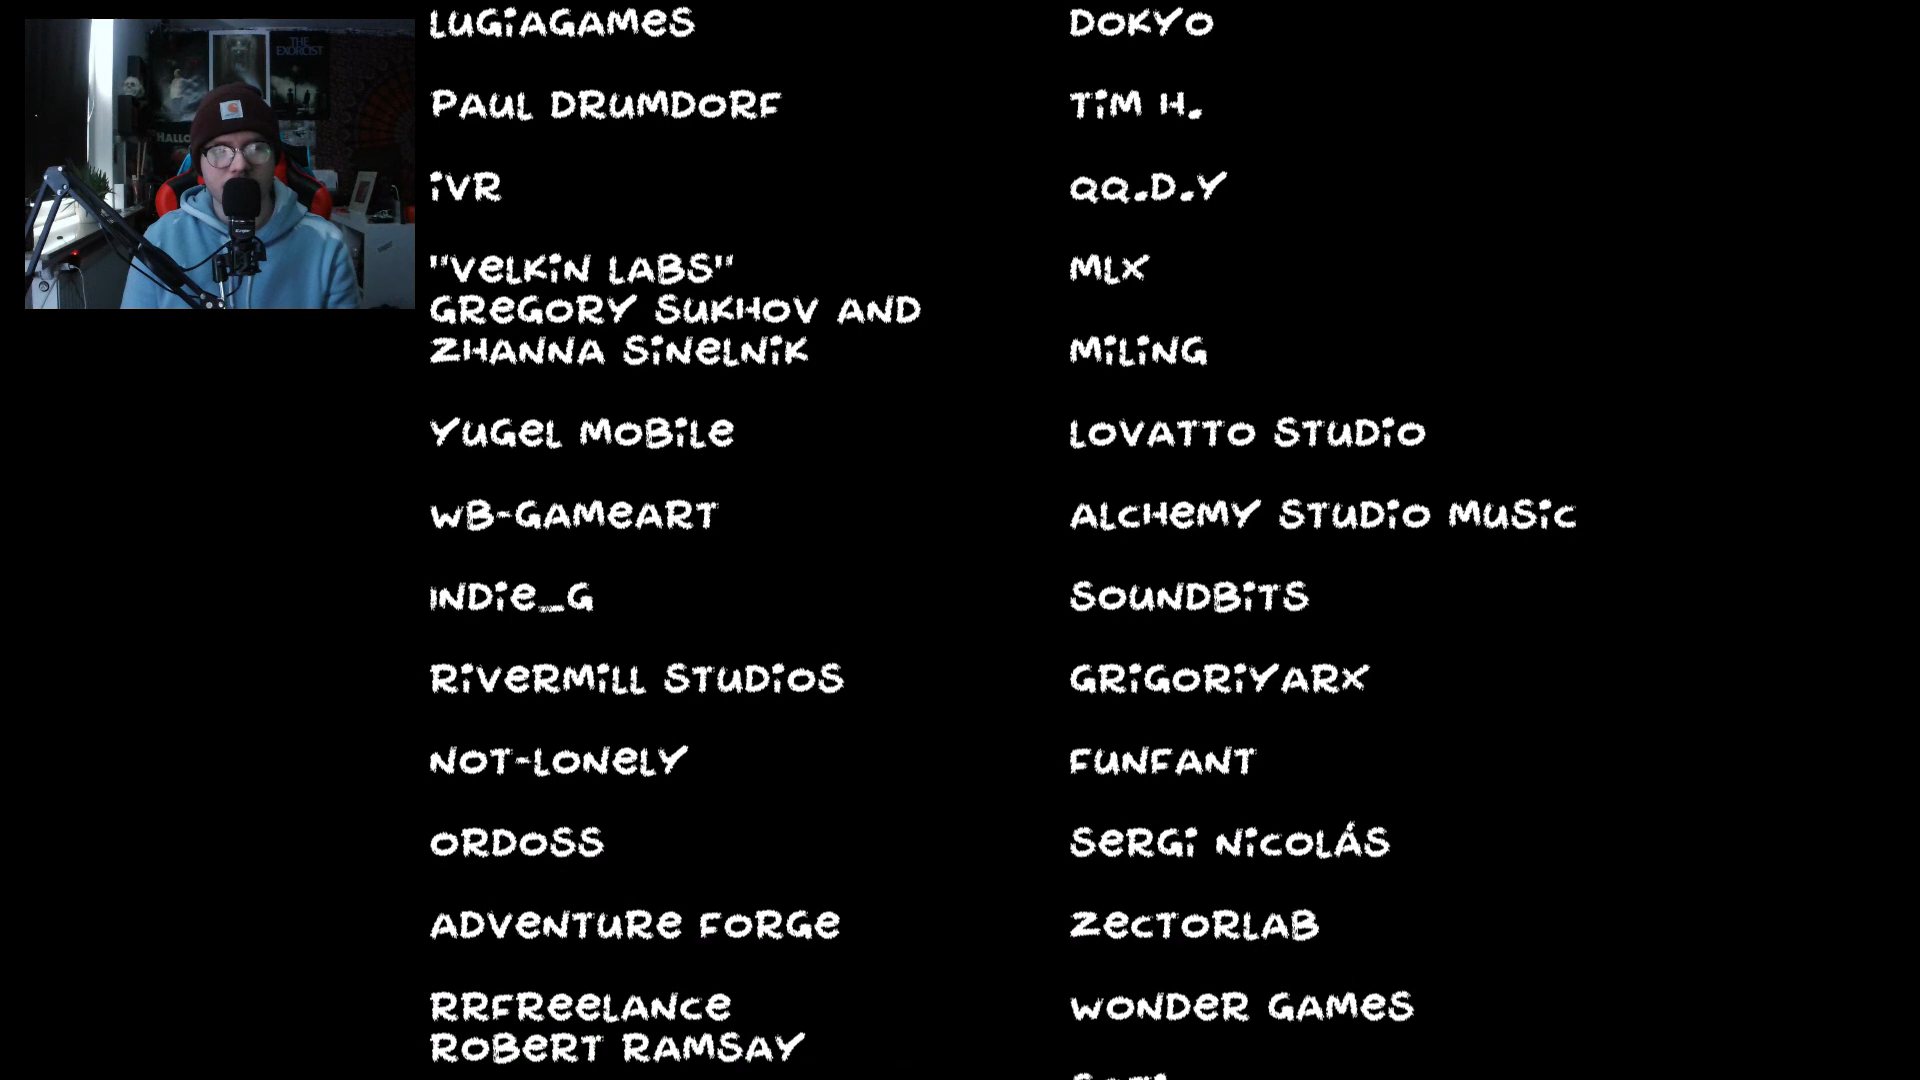 THE
EXORCIST
LUGIAGAMES
PAUL DRUMDORF
IVR
"VELKIN LABS"
GREGORY SUKHOV AND
ZHANNA SINELNIK
YUGEL MOBILE
WB-GAMEART
INDIE_G
RIVERMILL STUDIOS
NOT-LONELY
ORDOSS
ADVENTURE FORGE
RRFREELANCE
ROBERT RAMSAY
DOKYO
TIM H.
QQ.D.Y
MLX
MILING
LOVATTO STUDIO
ALCHEMY STUDIO MUSIC
SOUNDBITS
GRIGORIYARX
FUNFANT
SERGI NICOLÁS
ZECTORLAB
WONDER GAMES